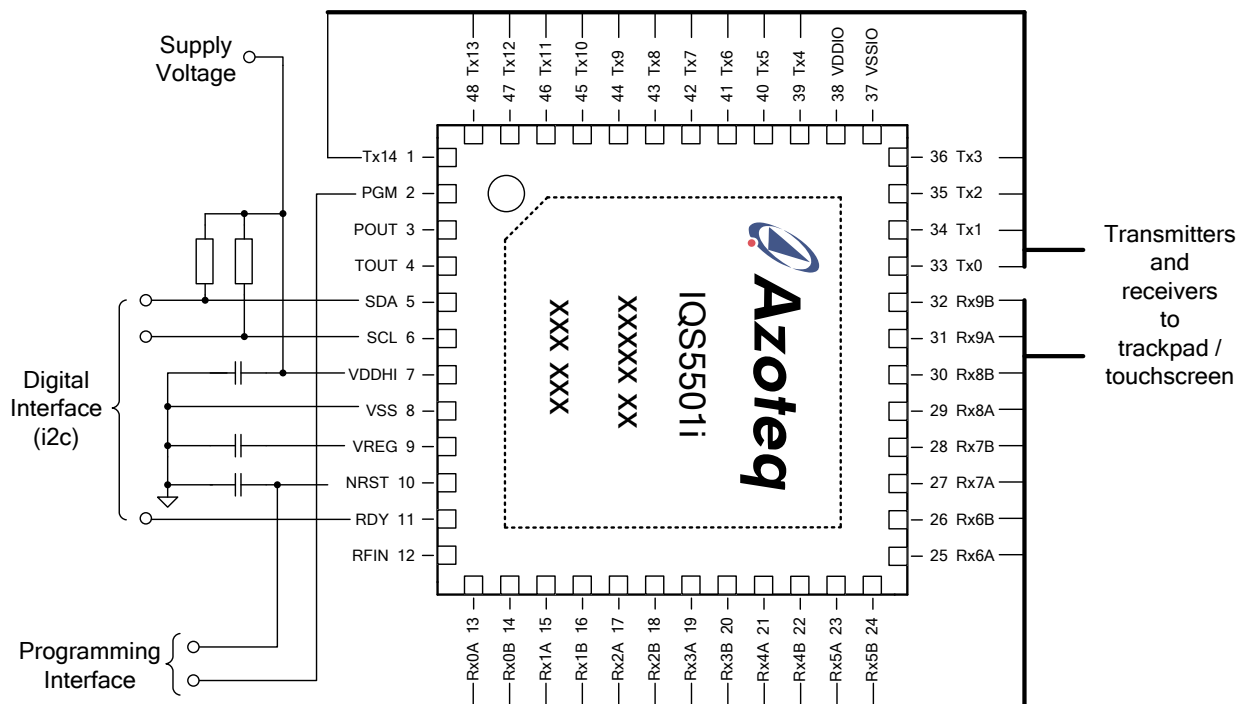 Supply
Voltage
48 Tx13
47 Tx12
46 Tx11
45 Tx10
44 Tx9
43 Tx8
42 Tx7
41 Tx6
40 Tx5
39 Tx4
38 VDDIO
37 VSSIO
Tx14 1
PGM 2
POUT 3
TOUT 4
SDA 5
SCL 6
VDDHI 7
VSS 8
VREG 9
NRST 10
RDY 11
RFIN 12
Digital
Interface
(i2c)
Programming
Interface
Azoteq
IQS5501i
XXXXX XX XX
XXX XXX
36 Tx3
35 Tx2
34 Tx1
33 Tx0
32 Rx9B
31 Rx9A
30 Rx8B
29 Rx8A
28 Rx7B
27 Rx7A
26 Rx6B
25 Rx6A
Transmitters
and
receivers
to
trackpad /
touchscreen
Rx0A 13
Rx0B 14
Rx1A 15
Rx1B 16
Rx2A 17
Rx2B 18
Rx3A 19
Rx3B 20
Rx4A 21
Rx4B 22
Rx5A 23
Rx5B 24